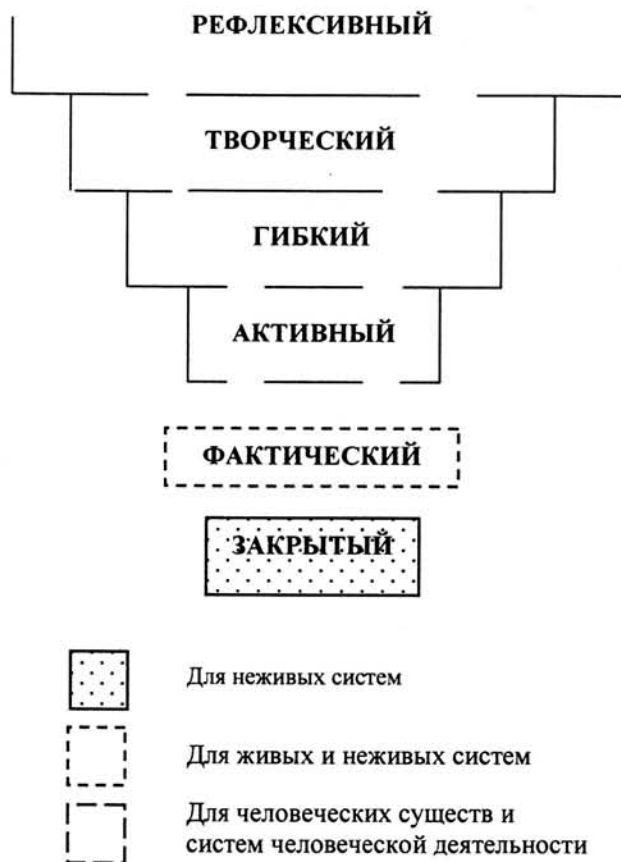 РЕФЛЕКСИВНЫЙ
ТВОРЧЕСКИЙ
ГИБКИЙ
АКТИВНЫЙ
ФАКТИЧЕСКИЙ
ЗАКРЫТЫЙ
Для неживых систем
Для живых и неживых систем
Для человеческих существ и
систем человеческой деятельности